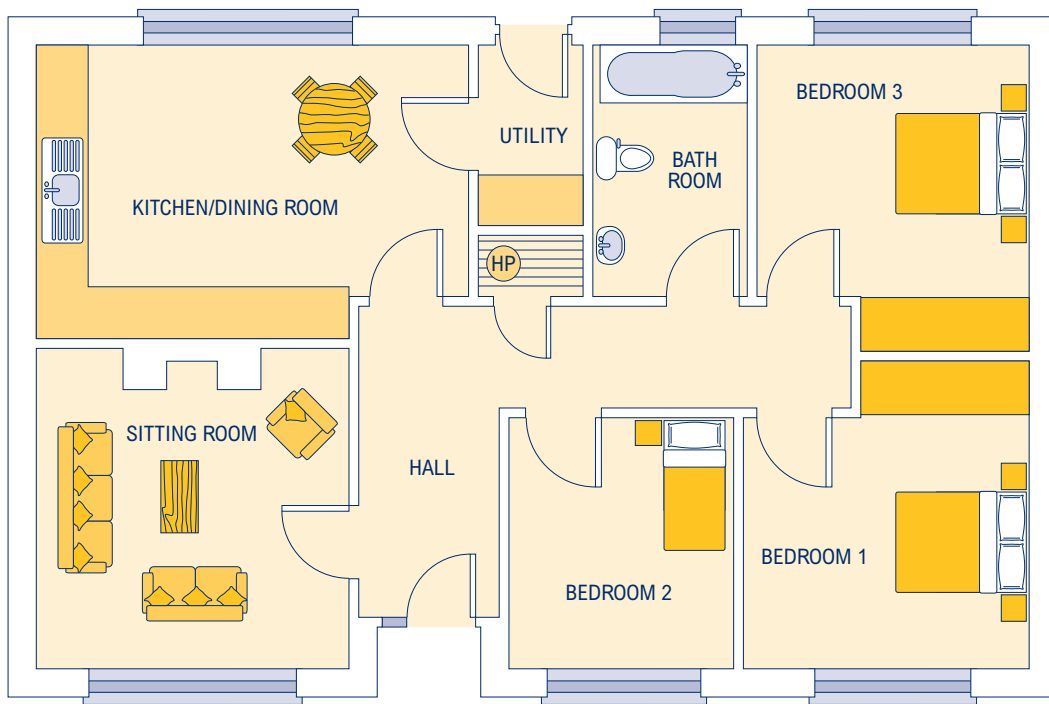 BEDROOM 3
UTILITY
BATH
ROOM
KITCHEN/DINING ROOM
HP
SITTING ROOM
HALL
BEDROOM 1
BEDROOM 2